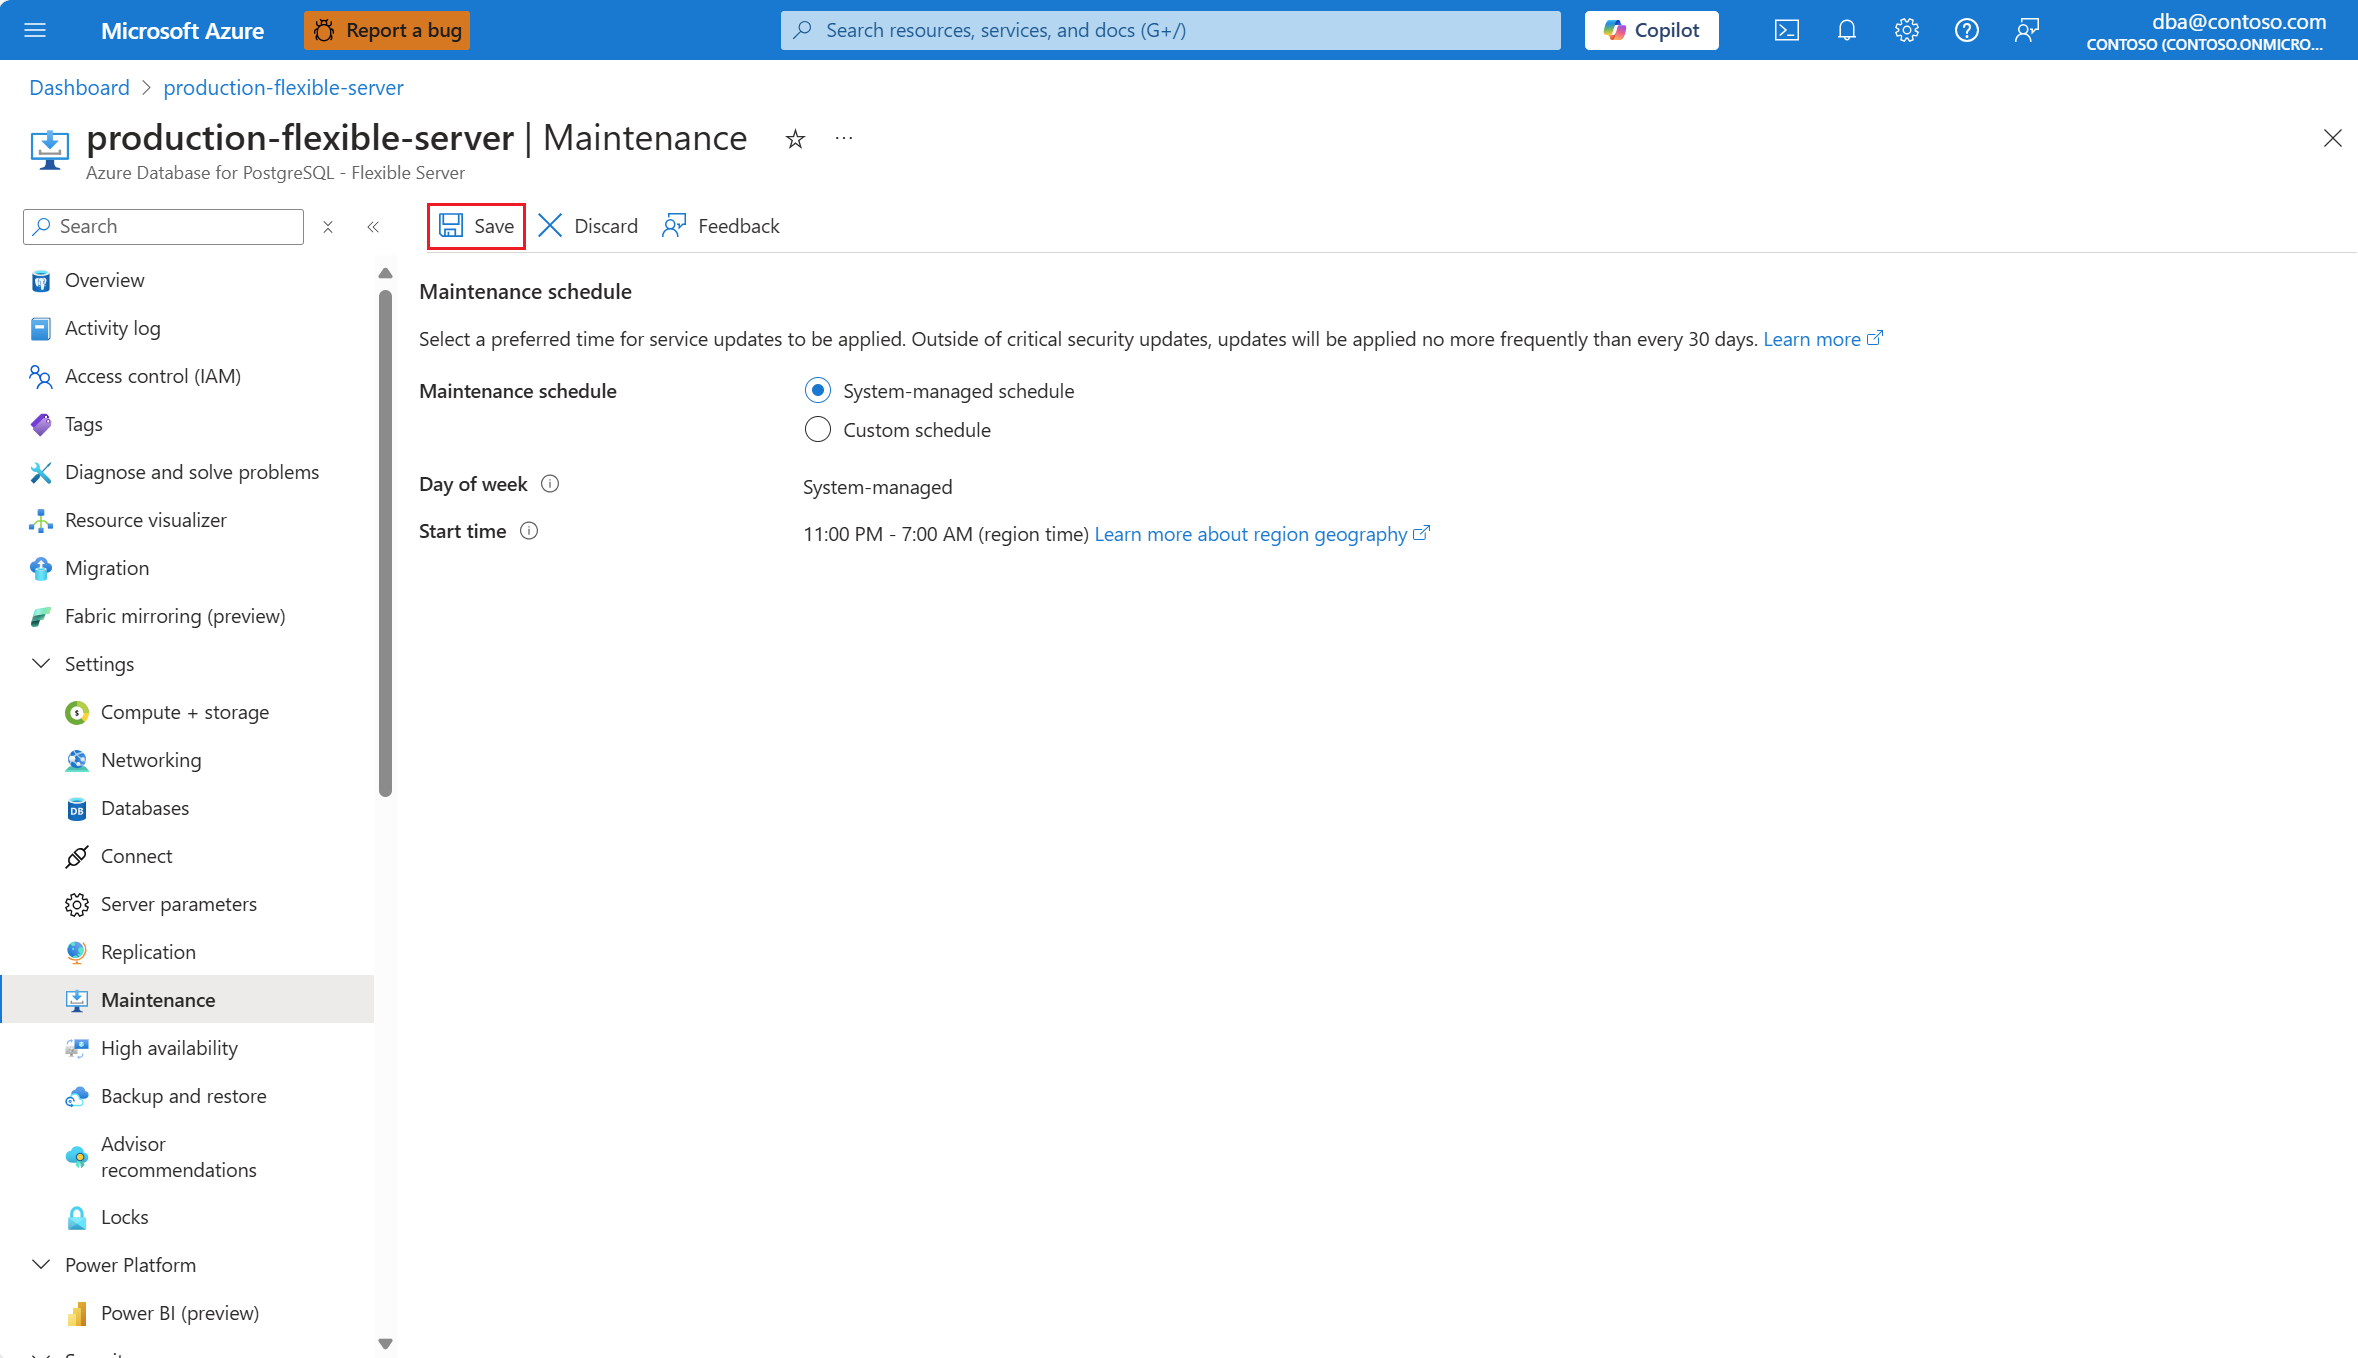 Microsoft Azure
Report a bug
Search resources, services, and docs (G+/)
Copilot
dba@contoso.com
CONTOSO (CONTOSO.ONMICRO...
Dashboard > production-flexible-server
production-flexible-server | Maintenance
Azure Database for PostgreSQL - Flexible Server
Search
Save
Discard
Feedback
Overview
Activity log
Access control (IAM)
Tags
Diagnose and solve problems
Resource visualizer
Migration
Fabric mirroring (preview)
Settings
Compute + storage
Networking
Databases
Connect
Server parameters
Replication
Maintenance
High availability
Backup and restore
Advisor
recommendations
Locks
Power Platform
Power BI (preview)
Maintenance schedule
Select a preferred time for service updates to be applied. Outside of critical security updates, updates will be applied no more frequently than every 30 days. Learn more
Maintenance schedule
System-managed schedule
Custom schedule
Day of week
System-managed
Start time
11:00 PM - 7:00 AM (region time) Learn more about region geography